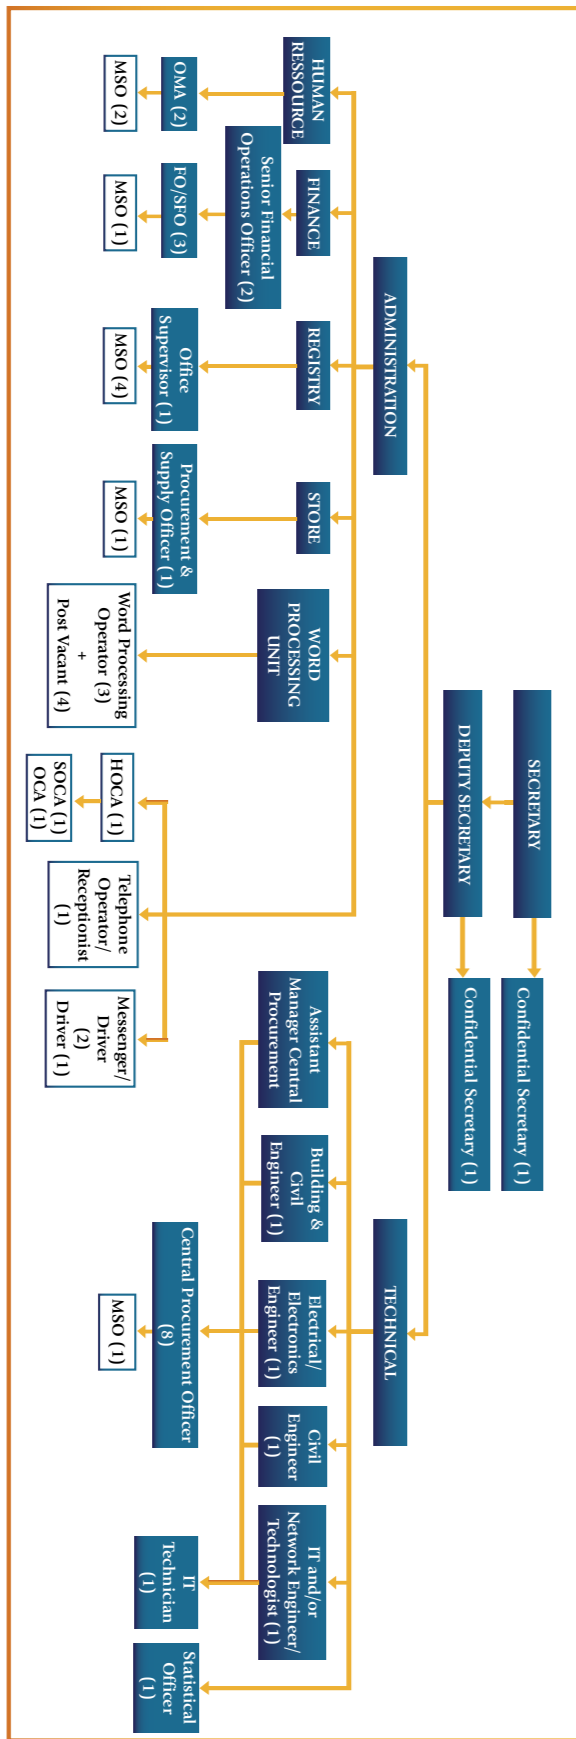 SECRETARY
Confidential Secretary (1)
DEPUTY SECRETARY
Confidential Secretary (1)
ADMINISTRATION
TECHNICAL
HUMAN
RESSOURCE
FINANCE
REGISTRY
STORE
WORD
PROCESSING
UNIT
Assistant
Manager Central
Procurement
Building &
Civil
Engineer (1)
Electrical/
Electronics
Engineer (1)
Civil
Engineer
(1)
IT and/or
Network Engineer/
Technologist (1)
Senior Financial
Operations Officer (2)
OMA (2)
FO/SFO (3)
Office
Supervisor (1)
Procurement &
Supply Officer (1)
Central Procurement Officer
(8)
IT
Technician
(1)
Statistical
Officer
(1)
MSO (2)
MSO (1)
MSO (4)
MSO (1)
Word Processing
Operator (3)
+
Post Vacant (4)
HOCA (1)
SOCA (1)
OCA (1)
Telephone
Operator/
Receptionist
(1)
Messenger/
Driver
(2)
Driver (1)
MSO (1)